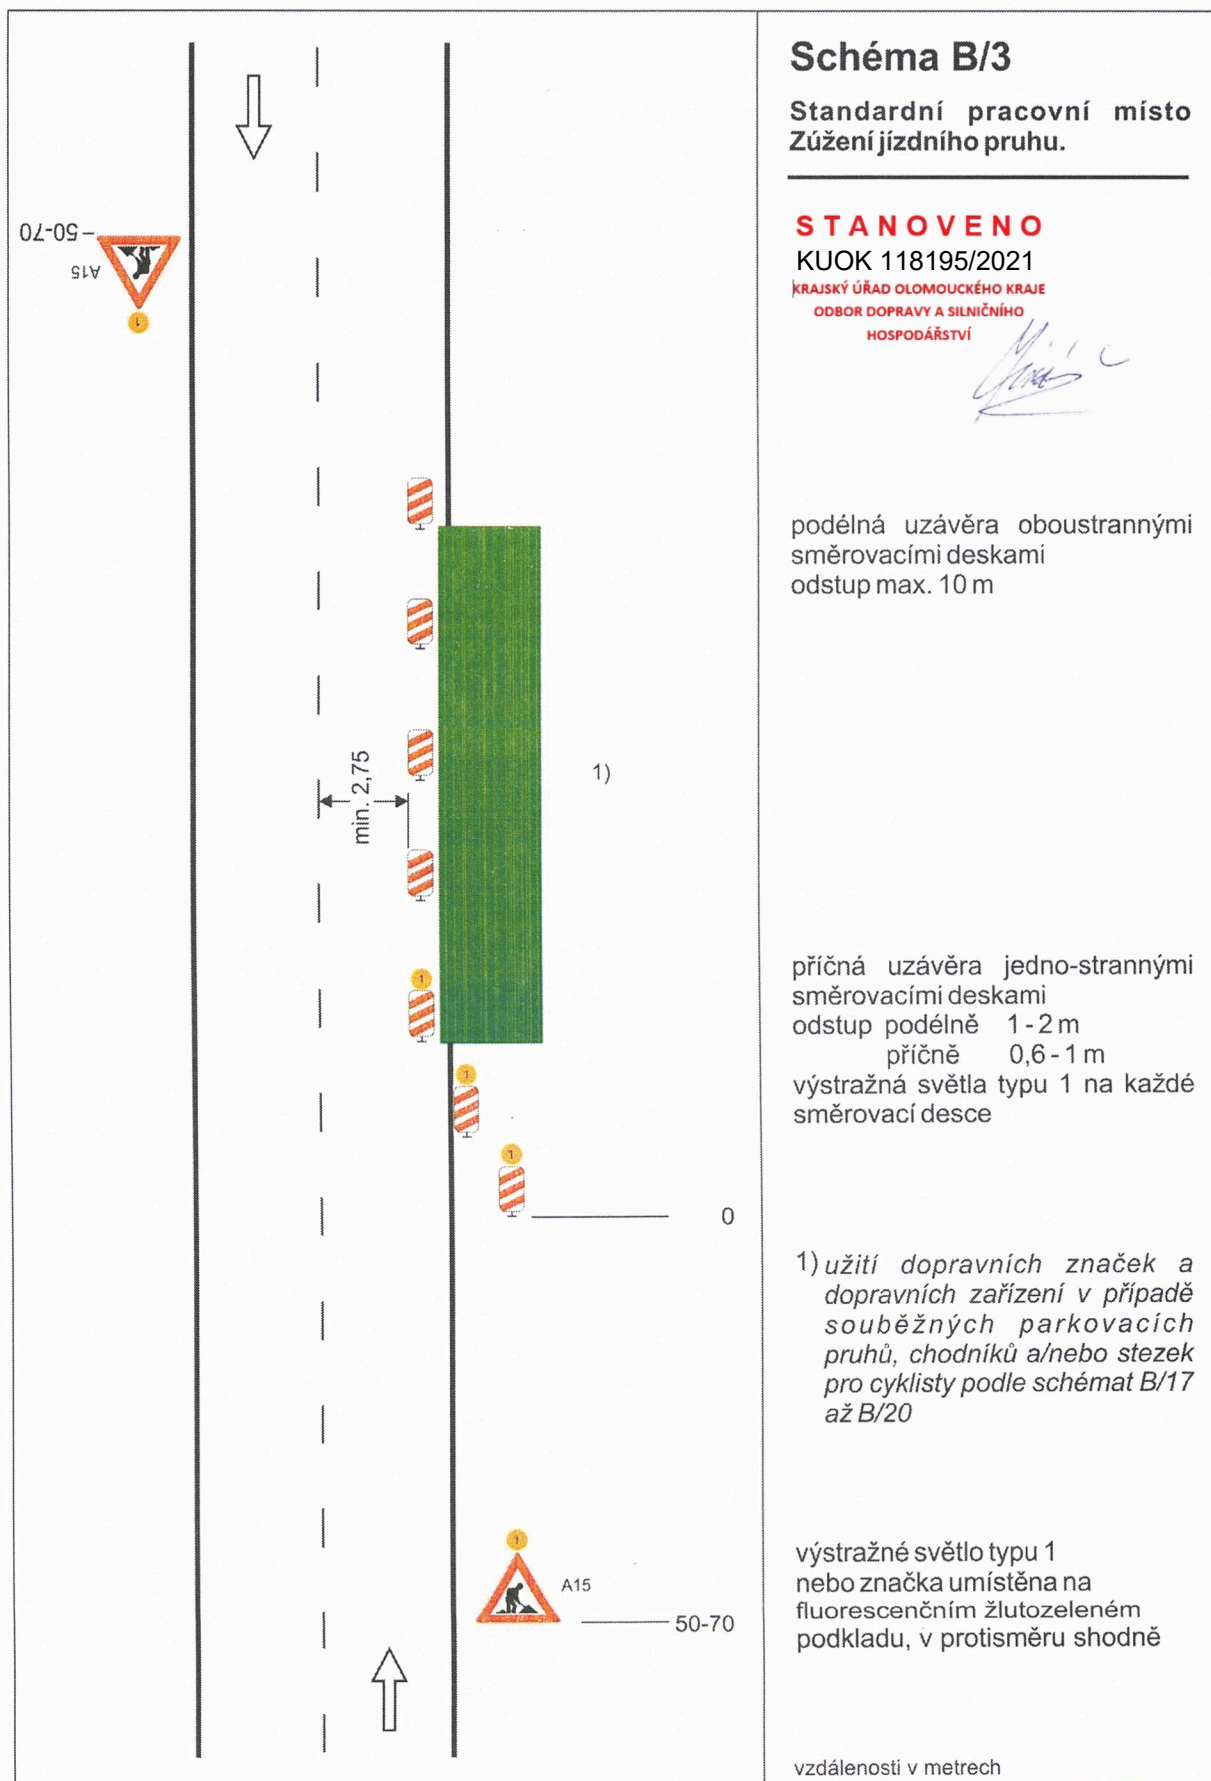 Schéma B/3
Standardní pracovní místo
Zúžení jízdního pruhu.
STANOVENO
KUOK 118195/2021
KRAJSKÝ ÚŘAD OLOMOUCKÉHO KRAJE
ODBOR DOPRAVY A SILNIČNÍHO
HOSPODÁŘSTVÍ
50-70
A15
1
podélná uzávěra oboustrannými
směrovacími deskami
odstup max. 10 m
min. 2,75
1)
1
příčná uzávěra jedno-strannými
směrovacími deskami
odstup podélně 1 - 2 m
příčně 0,6 - 1 m
výstražná světla typu 1 na každé
směrovací desce
1
1
0
1) užití dopravních značek a
dopravních zařízení v případě
souběžných parkovacích
pruhů, chodníků a/nebo stezek
pro cyklisty podle schémat B/17
až B/20
1
A15
50-70
výstražné světlo typu 1
nebo značka umístěna na
fluorescenčním žlutozeleném
podkladu, v protisměru shodně
vzdálenosti v metrech